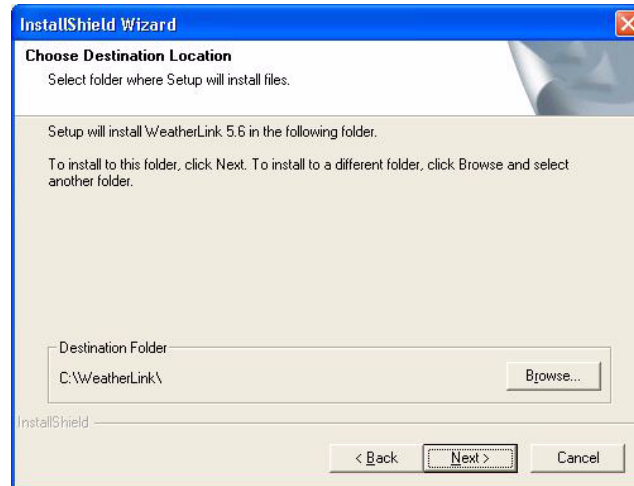 InstallShield Wizard
Choose Destination Location
Select folder where Setup will install files.
Setup will install WeatherLink 5.6 in the following folder.
To install to this folder, click Next. To install to a different folder, click Browse and select
another folder.
Destination Folder
C:\WeatherLink\
Browse...
InstallShield
< Back
Next >
Cancel